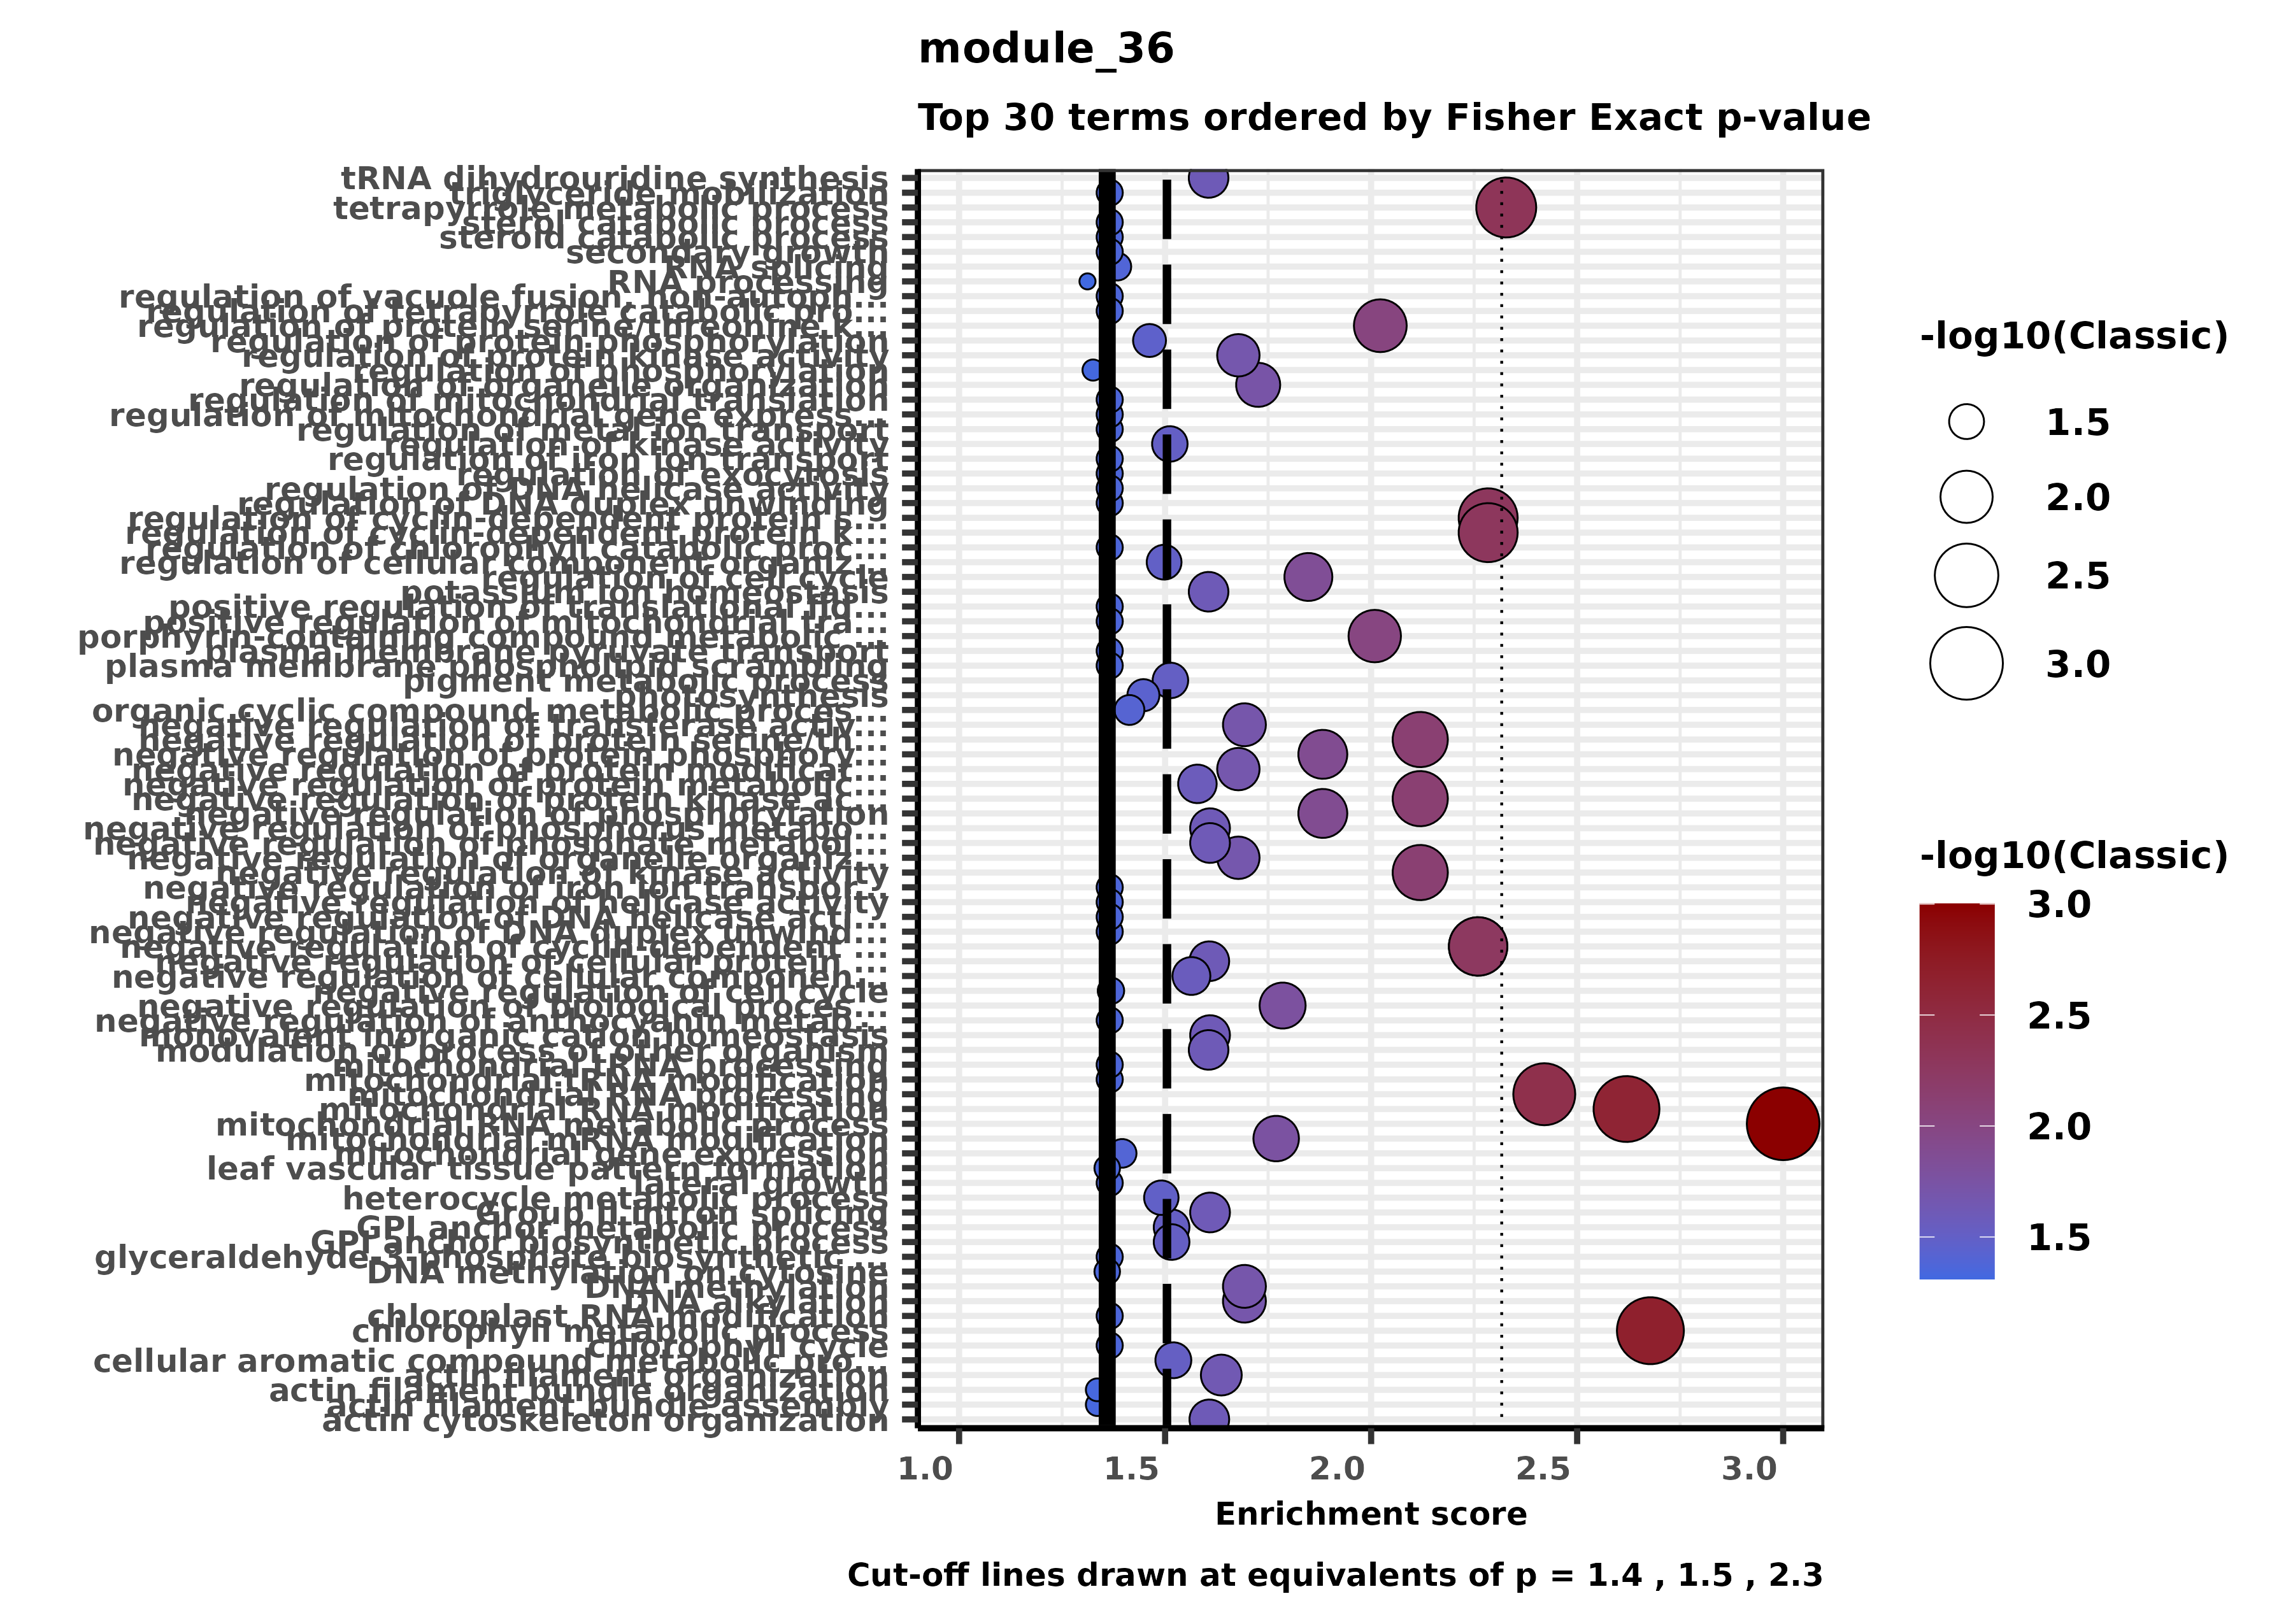 module_36
Top 30 terms ordered by Fisher Exact p-value
tRNA dihydrouridine synthesis
triglyceride mobilization
tetrapyrrole metabolic process
sterol catabolic process
steroid catabolic process
secondary growth
RNA splicing
RNA processing
regulation of vacuole fusion, non-autoph...
regulation of tetrapyrrole catabolic pro...
regulation of protein serine/threonine k...
regulation of protein phosphorylation
regulation of protein kinase activity
regulation of phosphorylation
regulation of organelle organization
regulation of mitochondrial translation
regulation of mitochondrial gene express...
regulation of metal ion transport
regulation of kinase activity
regulation of iron ion transport
regulation of exocytosis
regulation of DNA helicase activity
regulation of DNA duplex unwinding
regulation of cyclin-dependent protein s...
regulation of cyclin-dependent protein k...
regulation of chlorophyll catabolic proc...
regulation of cellular component organiz...
regulation of cell cycle
potassium ion homeostasis
positive regulation of translational fid...
positive regulation of mitochondrial tra...
porphyrin-containing compound metabolic ...
plasma membrane pyruvate transport
plasma membrane phospholipid scrambling
pigment metabolic process
photosynthesis
organic cyclic compound metabolic proces...
negative regulation of transferase activ...
negative regulation of protein serine/th...
negative regulation of protein phosphory...
negative regulation of protein modificat...
negative regulation of protein metabolic...
negative regulation of protein kinase ac...
negative regulation of phosphorylation
negative regulation of phosphorus metabo...
negative regulation of phosphate metabol...
negative regulation of organelle organiz...
negative regulation of kinase activity
negative regulation of iron ion transpor...
negative regulation of helicase activity
negative regulation of DNA helicase acti...
negative regulation of DNA duplex unwind...
negative regulation of cyclin-dependent ...
negative regulation of cellular protein ...
negative regulation of cellular componen...
negative regulation of cell cycle
negative regulation of biological proces...
negative regulation of anthocyanin metab...
monovalent inorganic cation homeostasis
modulation of process of other organism
mitochondrial tRNA processing
mitochondrial tRNA modification
mitochondrial RNA processing
mitochondrial RNA modification
mitochondrial RNA metabolic process
mitochondrial mRNA modification
mitochondrial gene expression
leaf vascular tissue pattern formation
lateral growth
heterocycle metabolic process
Group II intron splicing
GPI anchor metabolic process
GPI anchor biosynthetic process
glyceraldehyde-3-phosphate biosynthetic ...
DNA methylation on cytosine
DNA methylation
DNA alkylation
chloroplast RNA modification
chlorophyll metabolic process
chlorophyll cycle
cellular aromatic compound metabolic pro...
actin filament organization
actin filament bundle organization
actin filament bundle assembly
actin cytoskeleton organization
1.0 1.5 2.0 2.5 3.0
Enrichment score
Cut-off lines drawn at equivalents of p = 1.4 , 1.5 , 2.3
-log10(Classic)
1.5
2.0
2.5
3.0
-log10(Classic)
3.0
2.5
2.0
1.5